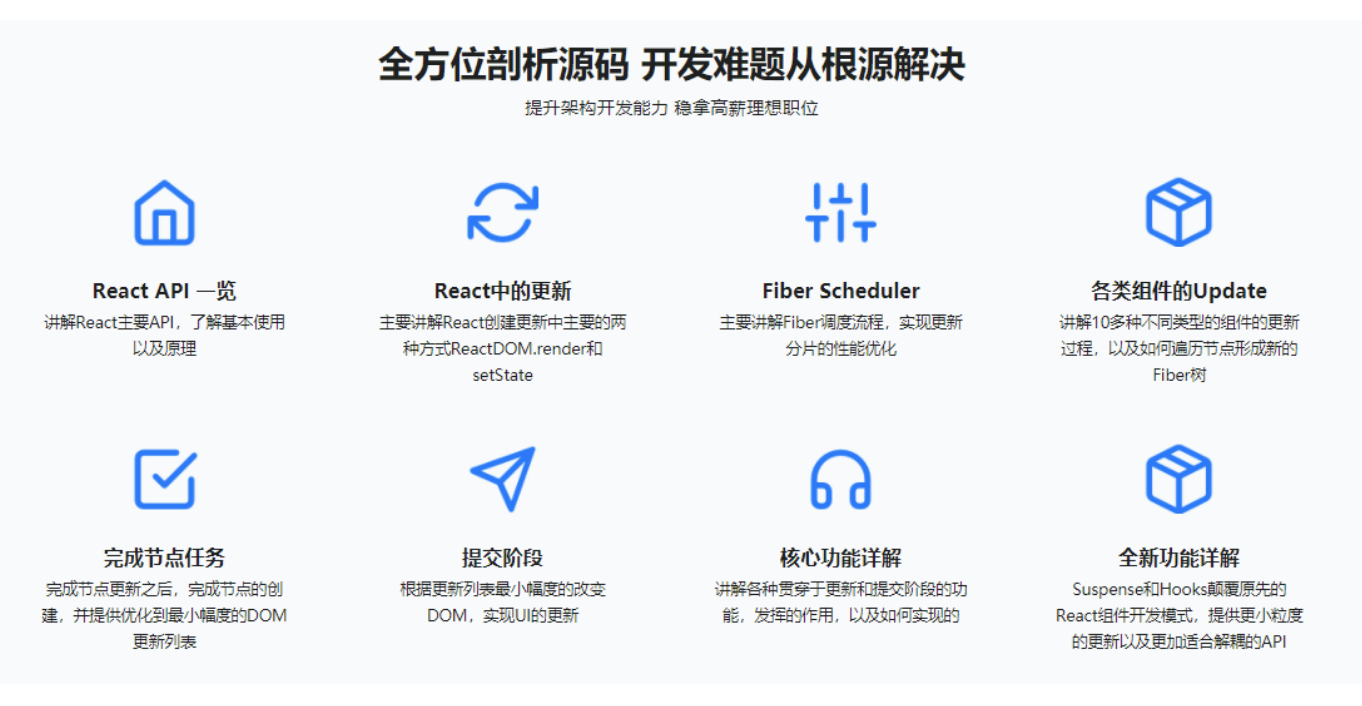 全方位剖析源码 开发难题从根源解决
提升架构开发能力 稳拿高薪理想职位
React API 一览
讲解React主要API，了解基本使用
以及原理
React中的更新
主要讲解React创建更新中主要的两
种方式ReactDOM.render和
setState
Fiber Scheduler
主要讲解Fiber调度流程，实现更新
分片的性能优化
各类组件的Update
讲解10多种不同类型的组件的更新
过程，以及如何遍历节点形成新的
Fiber树
完成节点任务
完成节点更新之后，完成节点的创
建，并提供优化到最小幅度的DOM
更新列表
提交阶段
根据更新列表最小幅度的改变
DOM，实现UI的更新
核心功能详解
讲解各种贯穿于更新和提交阶段的功
能，发挥的作用，以及如何实现的
全新功能详解
Suspense和Hooks颠覆原先的
React组件开发模式，提供更小粒度
的更新以及更加适合解耦的API